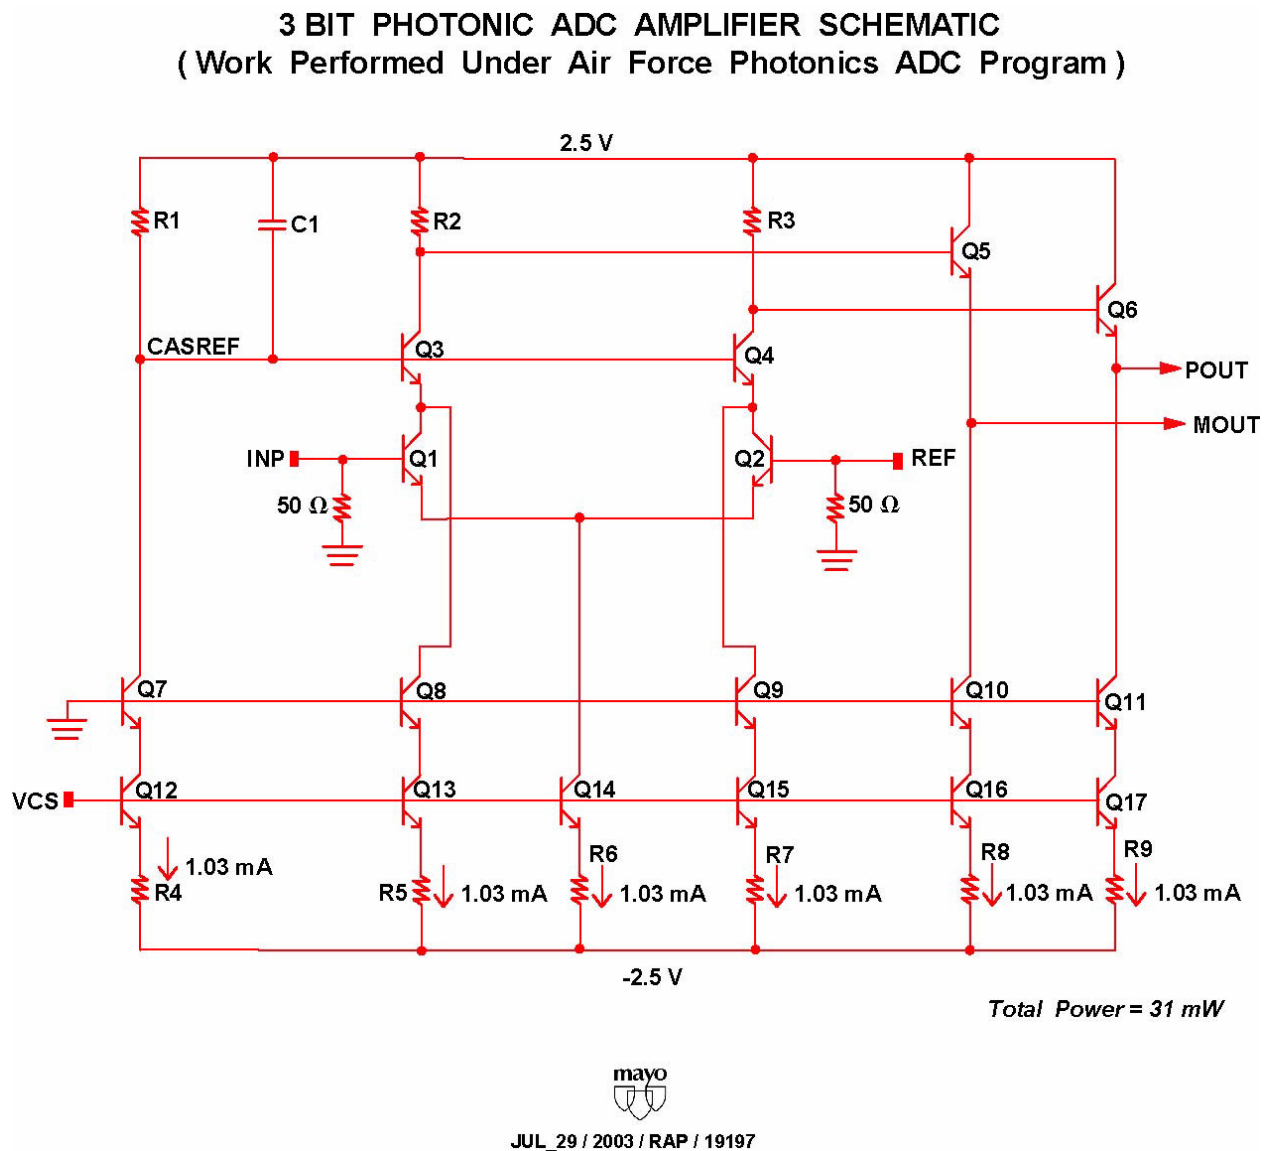 3 BIT PHOTONIC ADC AMPLIFIER SCHEMATIC
( Work Performed Under Air Force Photonics ADC Program )
2.5 V
R1
C1
R2
R3
Q5
Q6
CASREF
Q3
Q4
POUT
MOUT
INP
Q1
Q2
REF
50 Ω
50 Ω
Q7
Q8
Q9
Q10
Q11
VCS
Q12
Q13
Q14
Q15
Q16
Q17
1.03 mA
R4
R5
1.03 mA
R6
1.03 mA
R7
1.03 mA
R8
1.03 mA
R9
1.03 mA
-2.5 V
Total Power = 31 mW
mayo
JUL_29 / 2003 / RAP / 19197